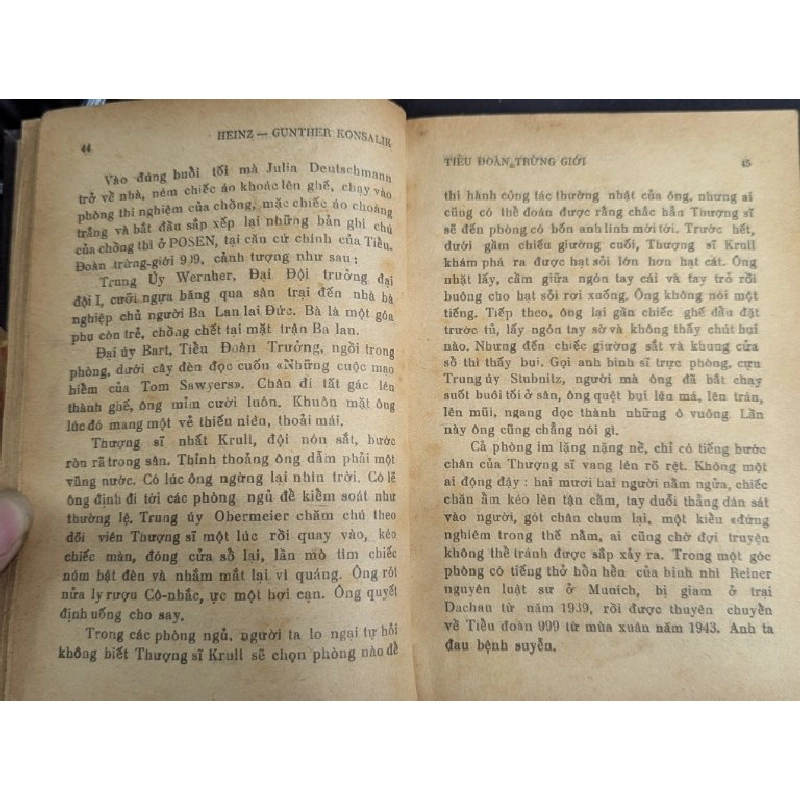 44
HEINZ — GUNTHER KONSALIK
Vào đúng buổi tối mà Julia Deutschmann
trở về nhà, ném chiếc áo khoác lên ghế, chạy vào
phòng thí nghiệm của chồng, mặc chiếc áo choàng
trắng và bắt đầu sắp xếp lại những bản ghi chú
của chồng thì ở POSEN, tại căn cứ chính của Tiểu
Đoàn trừng-giới 999, cảnh tượng như sau :
Trung Úy Wernher, Đại Đội trưởng đại
đội I, cưỡi ngựa băng qua sân trại đến nhà bà
nghiệp chủ người Ba Lan lai Đức. Bà là một góa
phụ còn trẻ, chồng chết tại mặt trận Ba lan.
Đại úy Bart, Tiểu Đoàn Trưởng, ngồi trong
phòng, dưới cây đèn đọc cuốn «Những cuộc mạo
hiểm của Tom Sawyers». Chân đi tất gác lên
thành ghế, ông mỉm cười luôn. Khuôn mặt ông
lúc đó mang một vẻ thiếu niên, thoải mái.
Thượng sĩ nhất Krull, đội nón sắt, bước
ròn rã trong sân. Thỉnh thoảng ông dẫm phải một
vũng nước. Có lúc ông ngừng lại nhìn trời. Có lẽ
ông định đi tới các phòng ngủ để kiểm soát như
thường lệ. Trung úy Obermeier chăm chú theo
dõi viên Thượng sĩ một lúc rồi quay vào, kéo
chiếc màn, đóng cửa sổ lại, lần mò tìm chiếc
núm bật đèn và nhắm mắt lại vì quáng. Ông rót
nửa ly rượu Cô-nhắc, ực một hơi cạn. Ông quyết
định uống cho say.
Trong các phòng ngủ, người ta lo ngại tự hỏi
không biết Thượng sĩ Krull sẽ chọn phòng nào để
TIỂU ĐOÀN TRỪNG GIỚI
45
thi hành công tác thường nhật của ông, nhưng ai
cũng có thể đoán được rằng chắc hẳn Thượng sĩ
sẽ đến phòng có bốn anh lính mới tới. Trước hết,
dưới gầm chiếu giường cuối, Thượng sĩ Krull
khám phá ra được hạt sỏi lớn hơn hạt cát. Ông
nhặt lấy, cầm giữa ngón tay cái và tay trỏ rồi
buông cho hạt sỏi rơi xuống. Ông không nói một
tiếng. Tiếp theo, ông lại gần chiếc ghế đẩu đặt
trước tủ, lấy ngón tay sờ và không thấy chút bụi
nào. Nhưng đến chiếc giường sắt và khung cửa
sổ thì thấy bụi. Gọi anh binh sĩ trực phòng, cựu
Trung úy Stubnitz, người mà ông đã bắt chạy
suốt buổi tối ở sân, ông quệt bụi lên má, lên trán,
lên mũi, ngang dọc thành những ô vuông. Lần
này ông cũng chẳng nói gì.
Cả phòng im lặng nặng nề, chỉ có tiếng bước
chân của Thượng sĩ vang lên rõ rệt. Không một
ai động đậy : hai mươi hai người nằm ngửa, chiếc
chăn ấm kéo lên tận cằm, tay duỗi thẳng dán sát
vào người, gót chân chụm lại, một kiểu «đứng
nghiêm trong thế nằm, ai cũng chờ đợi truyện
không thể tránh được sắp xảy ra. Trong một góc
phòng có tiếng thở hồn hền của binh nhì Reiner
nguyên luật sư ở Munich, bị giam ở trại
Dachau từ năm 1939, rồi được thuyên chuyển
về Tiểu đoàn 999 từ mùa xuân năm 1943. Anh ta
đau bệnh suyễn.